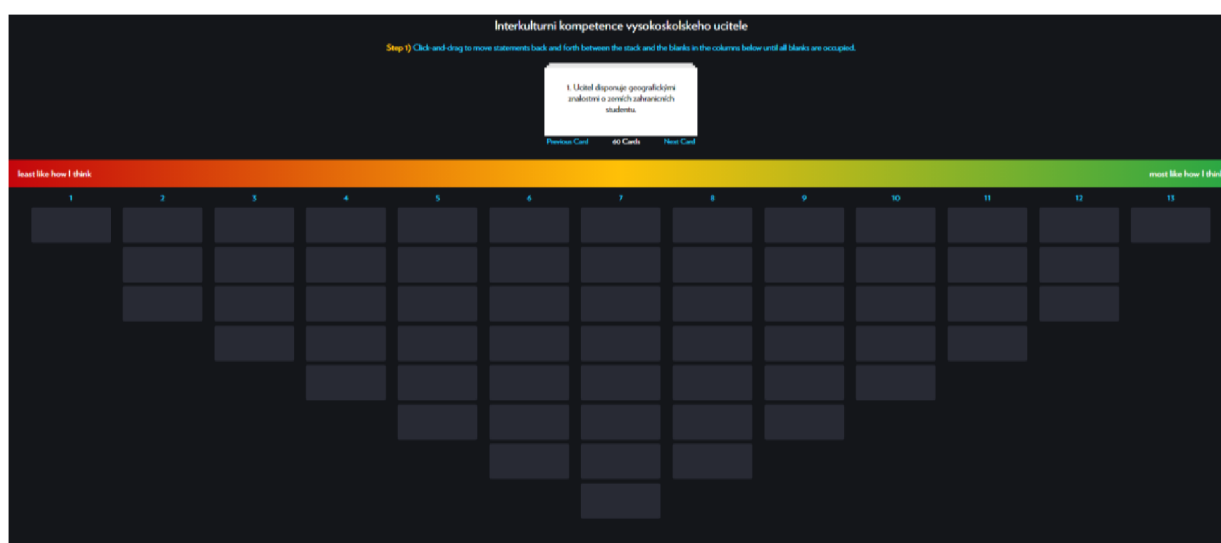 Interkulturni kompetence vysokoskolskeho ucitele
Step 1) Click-and-drag to move statements back and forth between the stack and the blanks in the columns below until all blanks are occupied.
1. Ucitel disponuje geografickými
znalostmi o zemích zahranicních
studentu.
Previous Card 60 Cards Next Card
least like how I think most like how I think
1 2 3 4 5 6 7 8 9 10 11 12 13